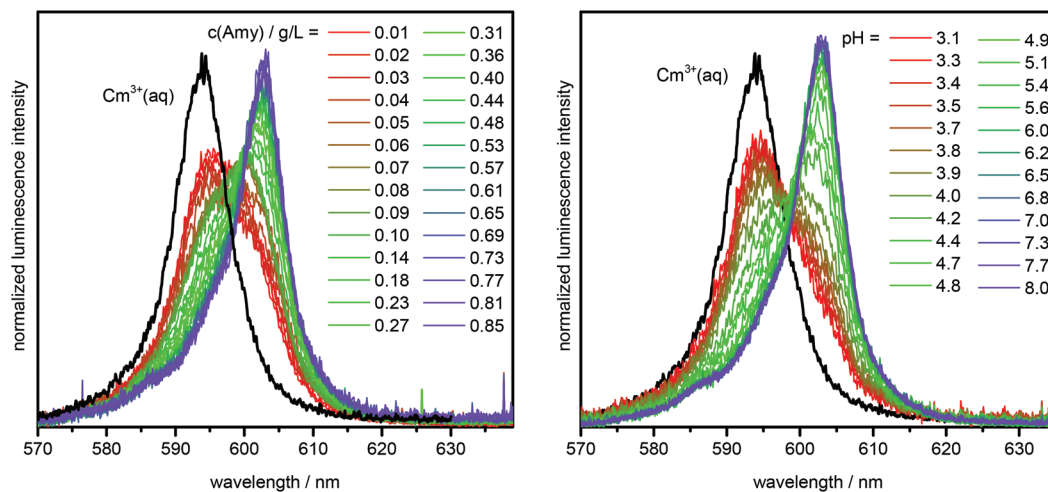 c(Amy) / g/L =
0.01 0.31
0.02 0.36
0.03 0.40
0.04 0.44
0.05 0.48
0.06 0.53
0.07 0.57
0.08 0.61
0.09 0.65
0.10 0.69
0.14 0.73
0.18 0.77
0.23 0.81
0.27 0.85
Cm³⁺(aq)
normalized luminescence intensity
570 580 590 600 610 620 630
wavelength / nm
pH =
3.1 4.9
3.3 5.1
3.4 5.4
3.5 5.6
3.7 6.0
3.8 6.2
3.9 6.5
4.0 6.8
4.2 7.0
4.4 7.3
4.7 7.7
4.8 8.0
Cm³⁺(aq)
normalized luminescence intensity
570 580 590 600 610 620 630
wavelength / nm